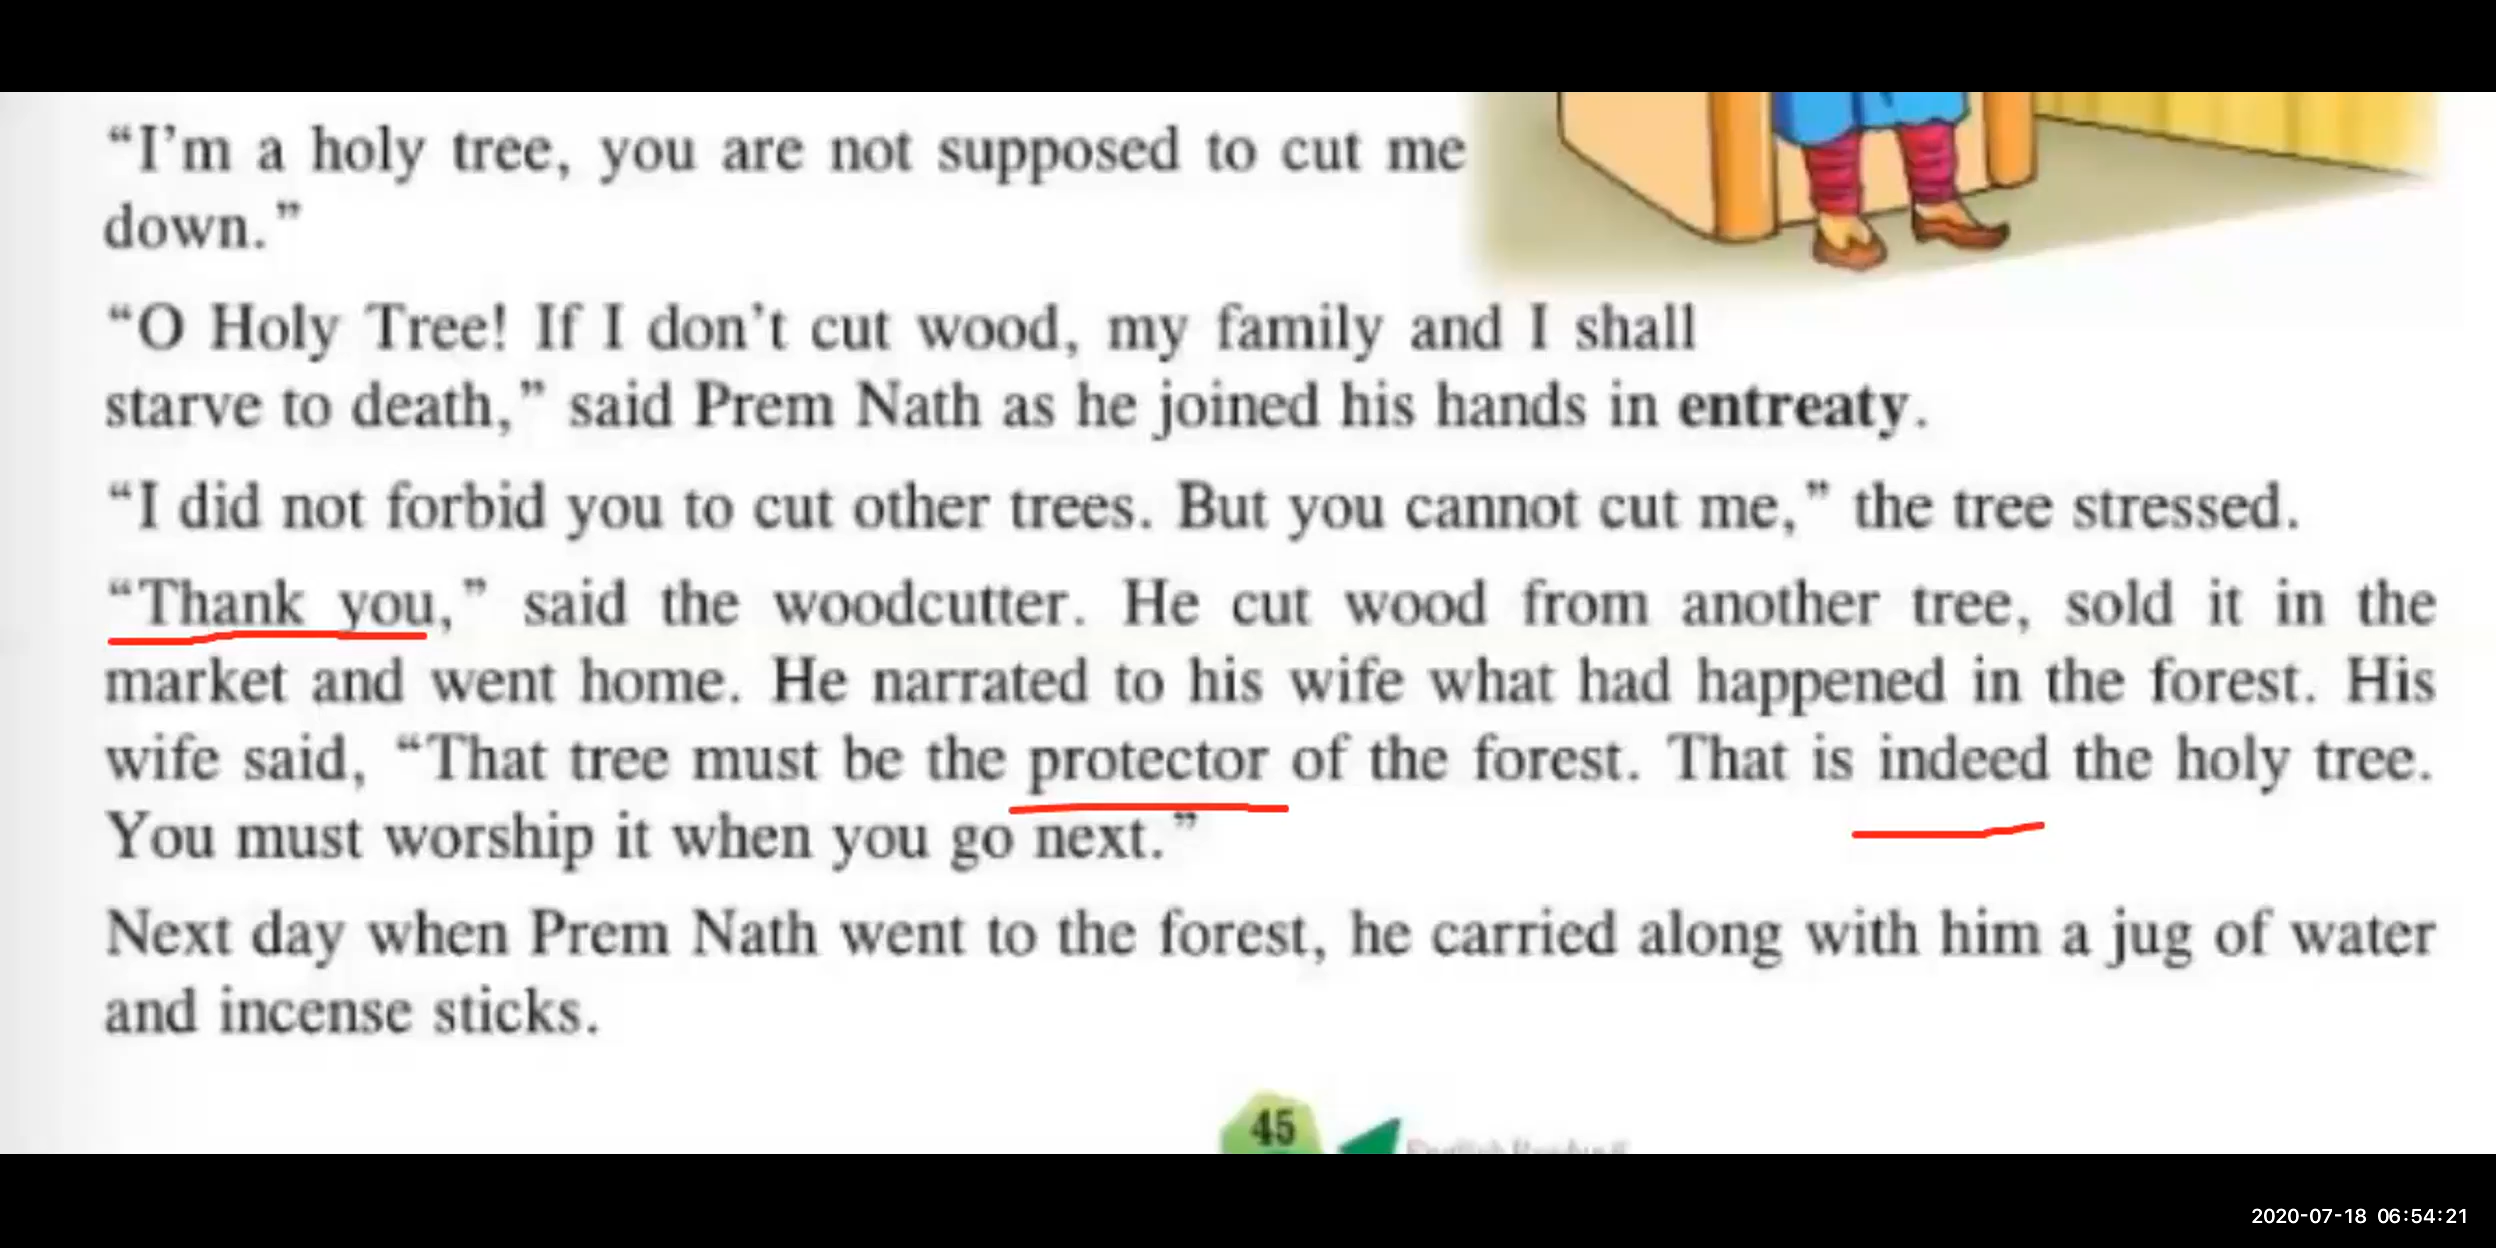 “I’m a holy tree, you are not supposed to cut me
down.”
“O Holy Tree! If I don’t cut wood, my family and I shall
starve to death,” said Prem Nath as he joined his hands in entreaty.
“I did not forbid you to cut other trees. But you cannot cut me,” the tree stressed.
“Thank you,” said the woodcutter. He cut wood from another tree, sold it in the
market and went home. He narrated to his wife what had happened in the forest. His
wife said, “That tree must be the protector of the forest. That is indeed the holy tree.
You must worship it when you go next.”
Next day when Prem Nath went to the forest, he carried along with him a jug of water
and incense sticks.
45
2020-07-18 06:54:21